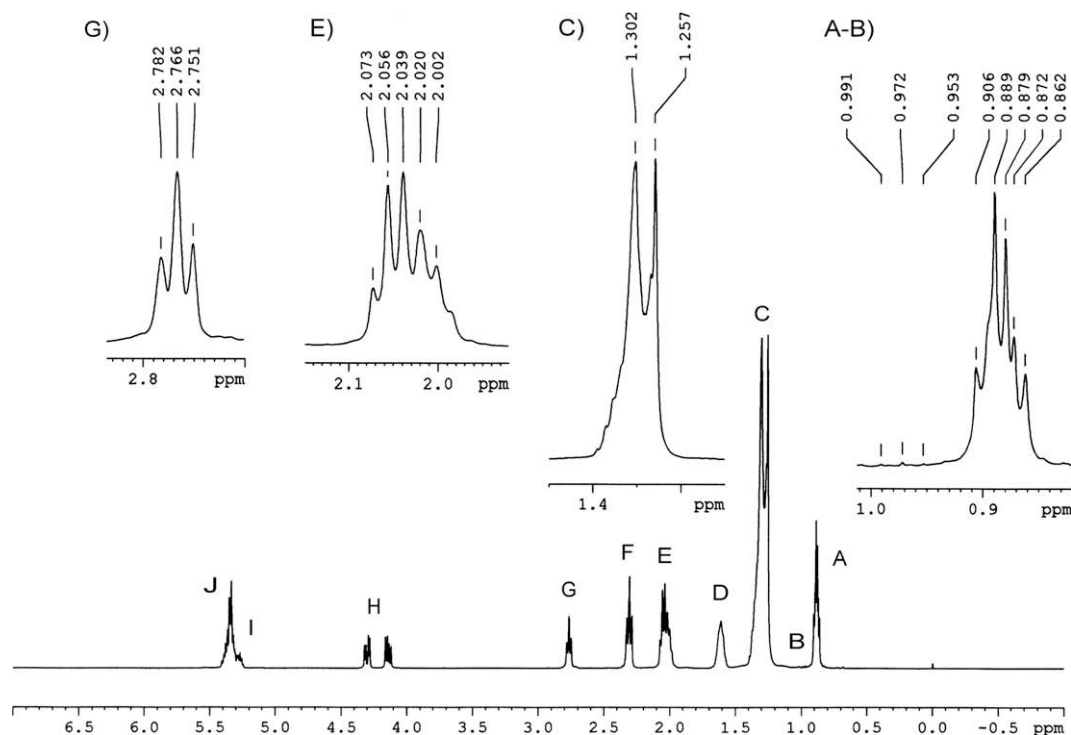 G)
E)
C)
A-B)
2.782
2.766
2.751
2.073
2.056
2.039
2.020
2.002
1.302
1.257
0.991
0.972
0.953
0.906
0.889
0.879
0.872
0.862
2.8 ppm
2.1 2.0 ppm
1.4 ppm
1.0 0.9 ppm
J
I
H
G
F
E
D
C
B
A
6.5 6.0 5.5 5.0 4.5 4.0 3.5 3.0 2.5 2.0 1.5 1.0 0.5 0.0 -0.5 ppm